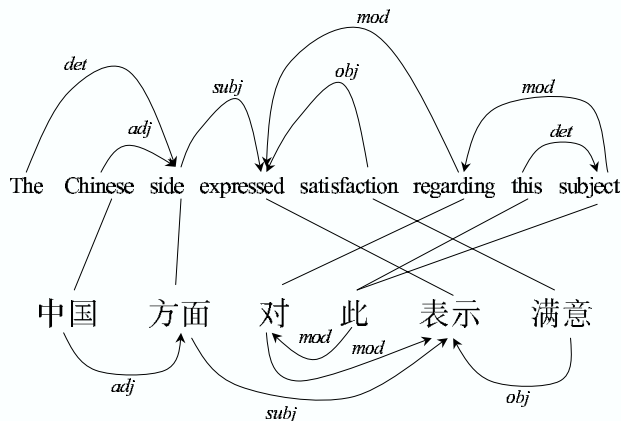 mod
det
subj
obj
mod
adj
det
The Chinese side expressed satisfaction regarding this subject
中国 方面 对 此 表示 满意
mod
mod
adj
subj
obj